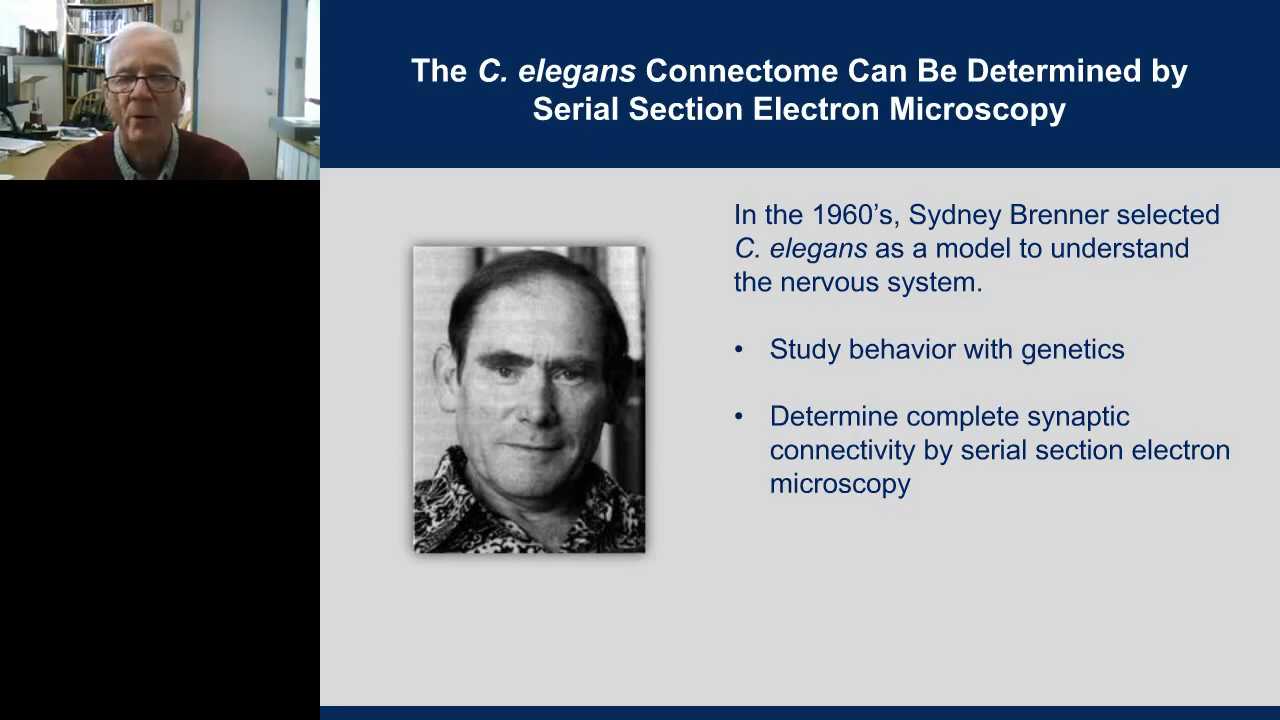 The C. elegans Connectome Can Be Determined by
Serial Section Electron Microscopy
In the 1960’s, Sydney Brenner selected
C. elegans as a model to understand
the nervous system.
• Study behavior with genetics
• Determine complete synaptic
connectivity by serial section electron
microscopy